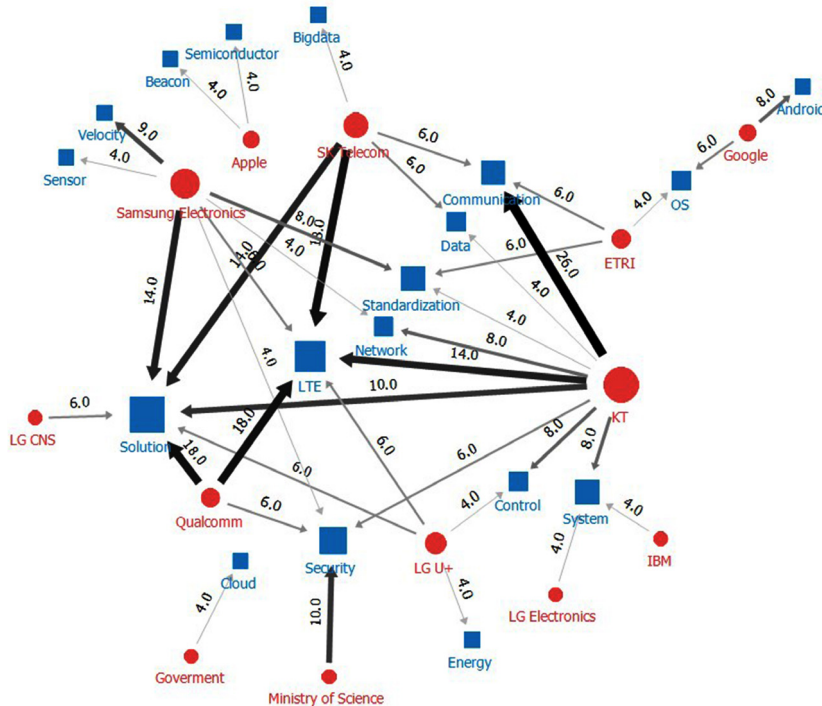 Bigdata
Semiconductor
4.0
Beacon
4.0
4.0
Android
8.0
Velocity
9.0
Apple
SK Telecom
6.0
Google
Sensor
4.0
6.0
6.0
Samsung Electronics
Communication
6.0
4.0
OS
8.0
18.0
Data
ETRI
14.0
4.0
6.0
26.0
14.0
Standardization
4.0
4.0
Network
8.0
4.0
LTE
14.0
10.0
KT
6.0
LG CNS
Solution
18.0
18.0
6.0
6.0
8.0
8.0
6.0
Qualcomm
6.0
4.0
Control
System
4.0
Security
LG U+
IBM
Cloud
4.0
4.0
4.0
10.0
LG Electronics
Goverment
Energy
Ministry of Science